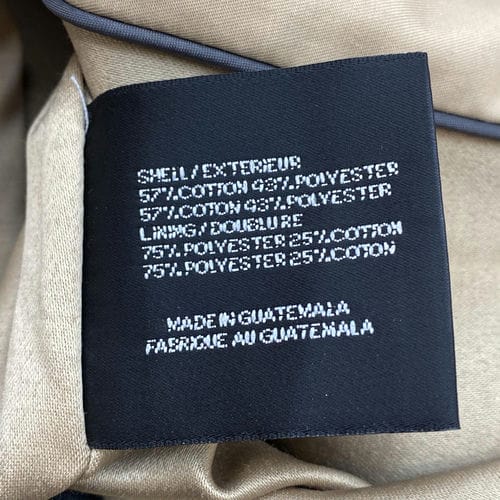 SHELL/EXTERIEUR
57%COTTON 43%POLYESTER
57%COTON 43%POLYESTER
LINING/DOUBLURE
75%POLYESTER 25%COTTON
75%POLYESTER 25%COTON
MADE IN GUATEMALA
FABRIQUE AU GUATEMALA